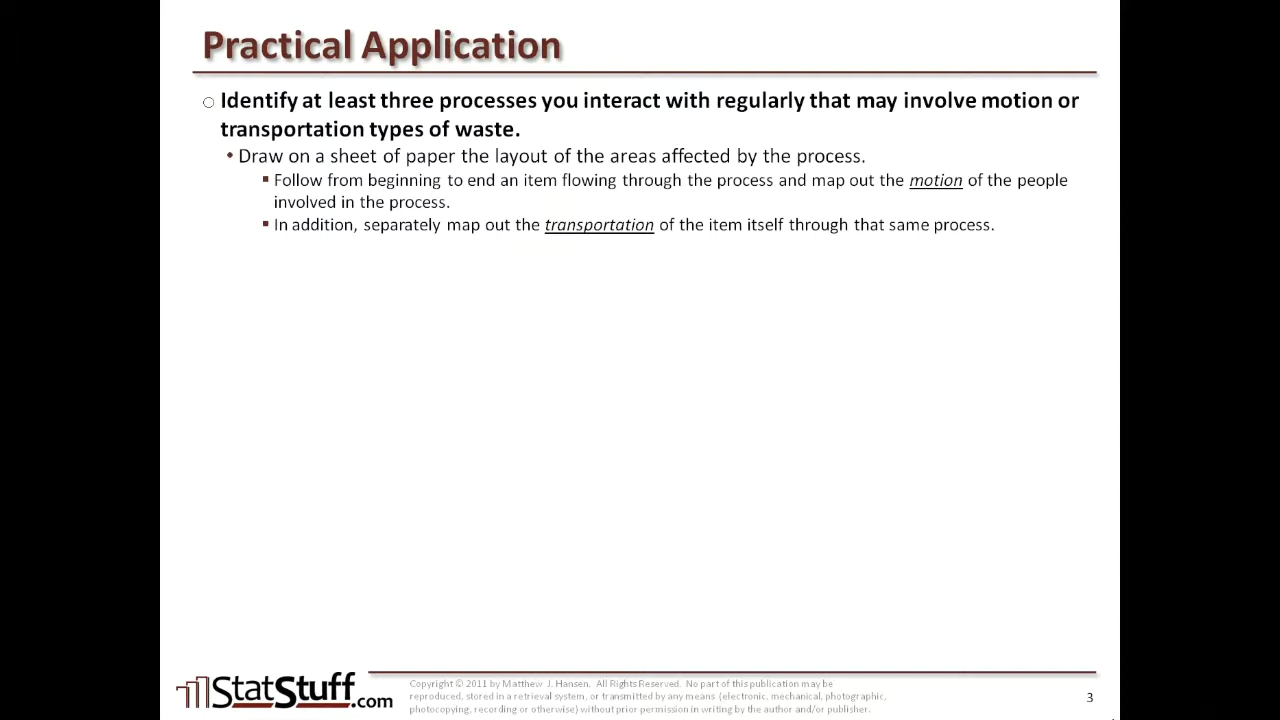 Practical Application
○ Identify at least three processes you interact with regularly that may involve motion or
transportation types of waste.
• Draw on a sheet of paper the layout of the areas affected by the process.
▪ Follow from beginning to end an item flowing through the process and map out the motion of the people
involved in the process.
▪ In addition, separately map out the transportation of the item itself through that same process.
StatStuff.com
Copyright © 2011 by Matthew J. Hansen. All Rights Reserved. No part of this publication may be
reproduced, stored in a retrieval system, or transmitted by any means (electronic, mechanical, photographic,
photocopying, recording or otherwise) without prior permission in writing by the author and/or publisher.
3